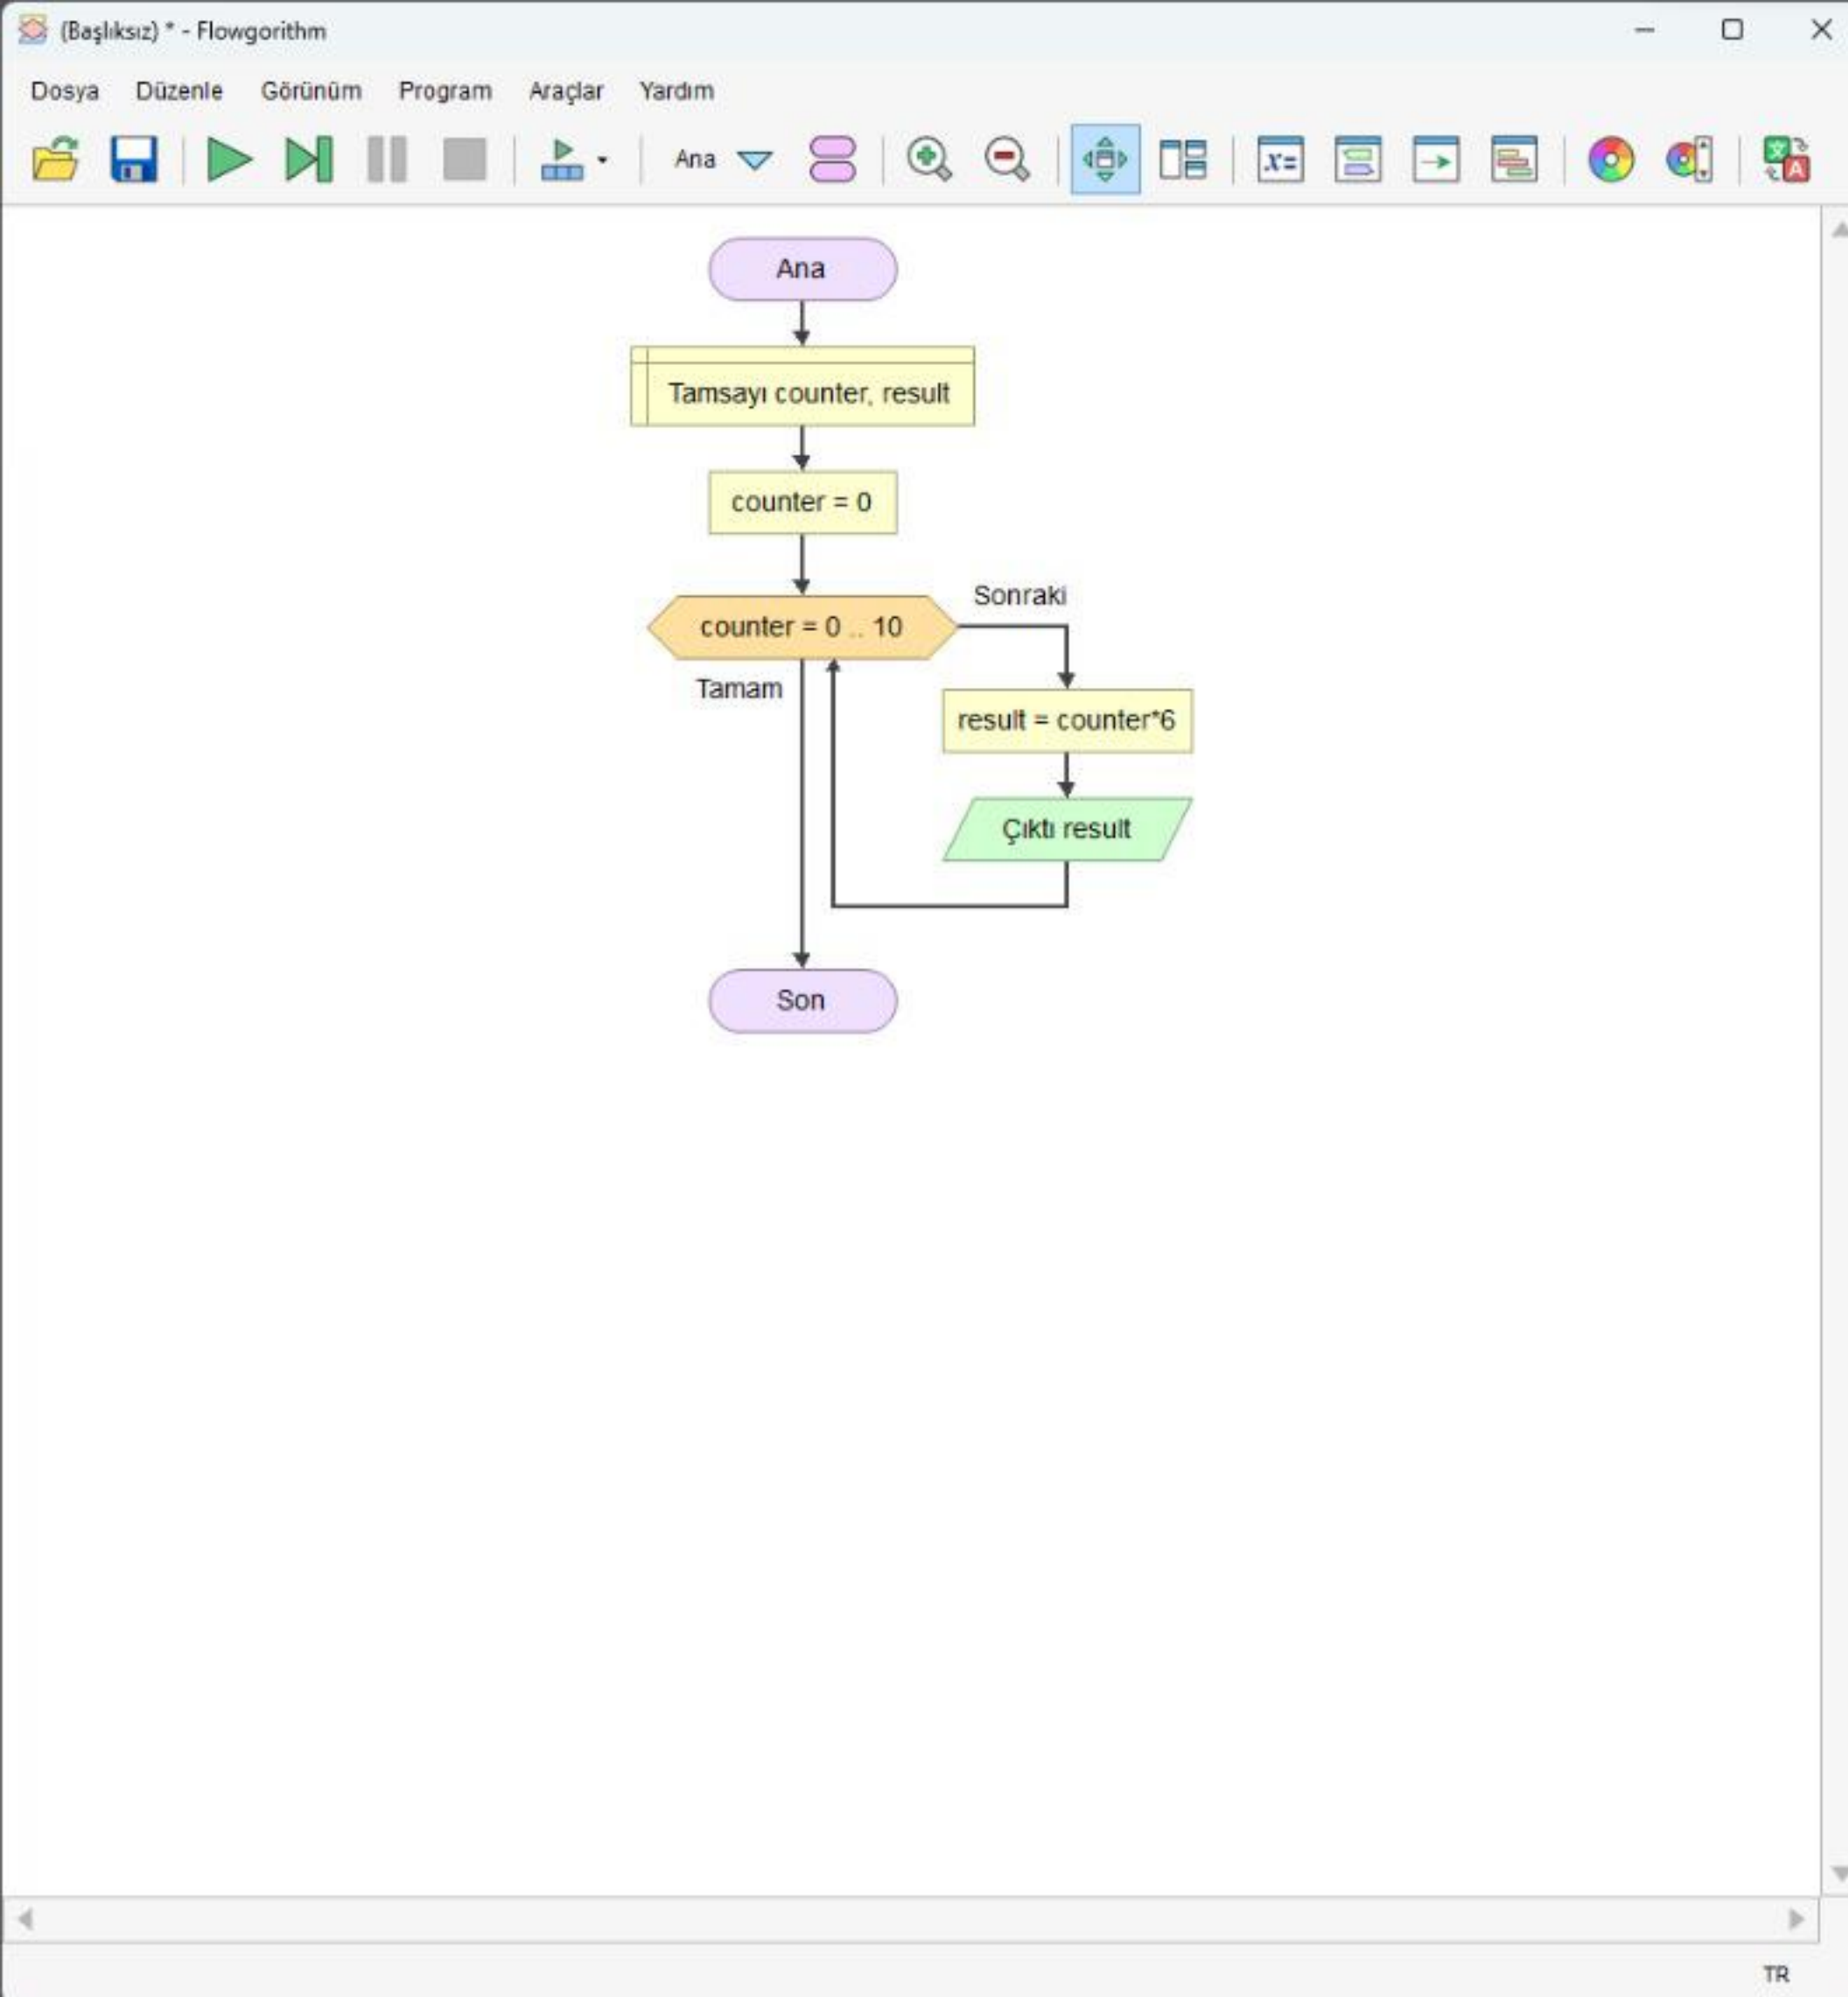 (Başlıksız) * - Flowgorithm
Dosya Düzenle Görünüm Program Araçlar Yardım
Ana x=
Ana
Tamsayı counter, result
counter = 0
Sonraki
counter = 0 .. 10
Tamam
result = counter*6
Çıktı result
Son
TR